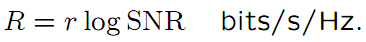 R = r log SNR bits/s/Hz.